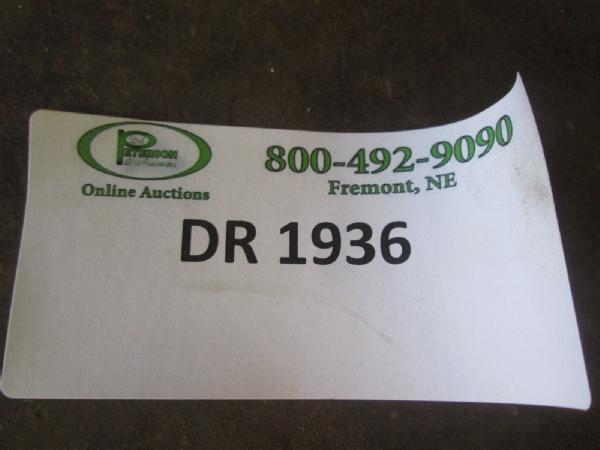 PETERSON
Online Auctions
800-492-9090
Fremont, NE
DR 1936